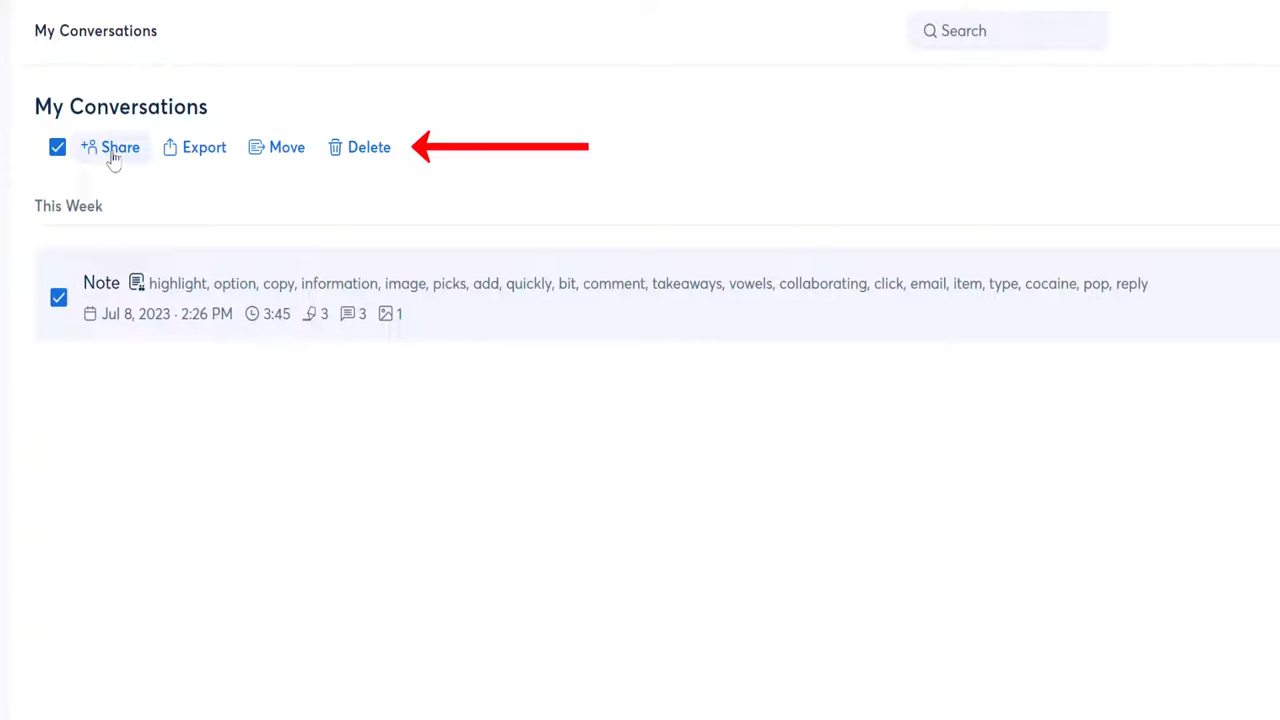 My Conversations
Search
My Conversations
Share Export Move Delete
This Week
Note highlight, option, copy, information, image, picks, add, quickly, bit, comment, takeaways, vowels, collaborating, click, email, item, type, cocaine, pop, reply
Jul 8, 2023 · 2:26 PM 3:45 3 3 1